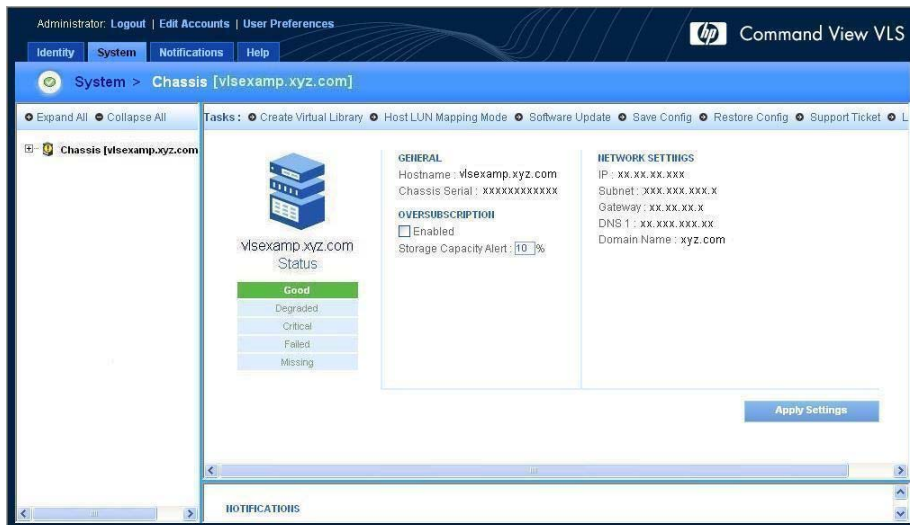 Administrator: Logout | Edit Accounts | User Preferences
hp Command View VLS
Identity System Notifications Help
System > Chassis [vlsexamp.xyz.com]
Expand All Collapse All
Chassis [vlsexamp.xyz.com
Tasks : Create Virtual Library Host LUN Mapping Mode Software Update Save Config Restore Config Support Ticket L
vlsexamp.xyz.com
Status
Good
Degraded
Critical
Failed
Missing
GENERAL
Hostname : vlsexamp.xyz.com
Chassis Serial : xxxxxxxxxxxx
OVERSUBSCRIPTION
Enabled
Storage Capacity Alert : 10 %
NETWORK SETTINGS
IP : xx.xx.xx.xxx
Subnet : xxx.xxx.xxx.x
Gateway : xx.xx.xx.x
DNS 1 : xx.xxx.xxx.xx
Domain Name : xyz.com
Apply Settings
NOTIFICATIONS